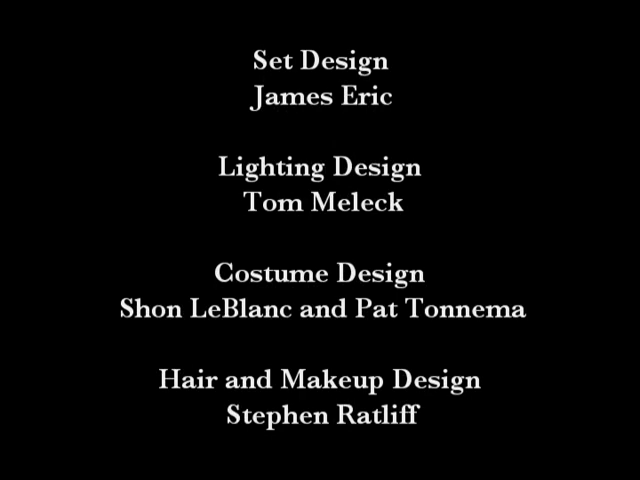 Set Design
James Eric
Lighting Design
Tom Meleck
Costume Design
Shon LeBlanc and Pat Tonnema
Hair and Makeup Design
Stephen Ratliff